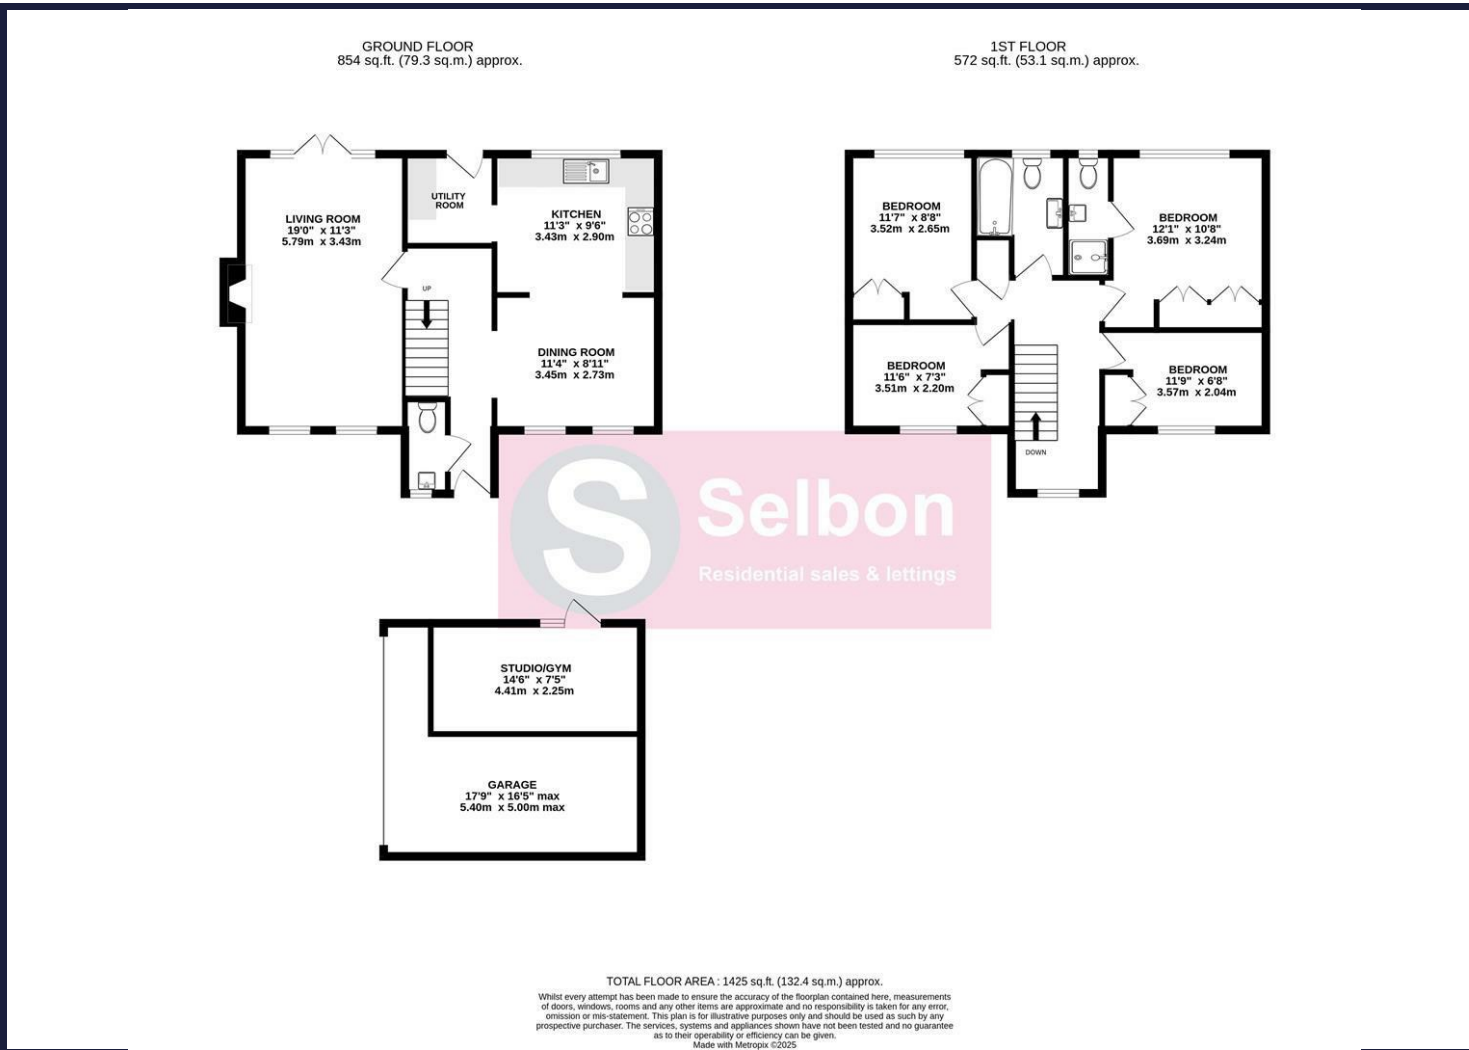 GROUND FLOOR
854 sq.ft. (79.3 sq.m.) approx.
1ST FLOOR
572 sq.ft. (53.1 sq.m.) approx.
LIVING ROOM
19'0" x 11'3"
5.79m x 3.43m
UTILITY
ROOM
KITCHEN
11'3" x 9'6"
3.43m x 2.90m
UP
DINING ROOM
11'4" x 8'11"
3.45m x 2.73m
BEDROOM
11'7" x 8'8"
3.52m x 2.65m
BEDROOM
12'1" x 10'8"
3.69m x 3.24m
BEDROOM
11'6" x 7'3"
3.51m x 2.20m
BEDROOM
11'9" x 6'8"
3.57m x 2.04m
DOWN
S
Selbon
Residential sales & lettings
STUDIO/GYM
14'6" x 7'5"
4.41m x 2.25m
GARAGE
17'9" x 16'5" max
5.40m x 5.00m max
TOTAL FLOOR AREA : 1425 sq.ft. (132.4 sq.m.) approx.
Whilst every attempt has been made to ensure the accuracy of the floorplan contained here, measurements
of doors, windows, rooms and any other items are approximate and no responsibility is taken for any error,
omission or mis-statement. This plan is for illustrative purposes only and should be used as such by any
prospective purchaser. The services, systems and appliances shown have not been tested and no guarantee
as to their operability or efficiency can be given.
Made with Metropix ©2025